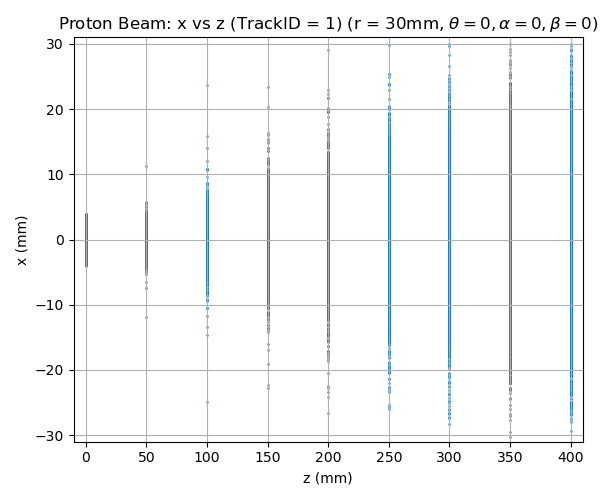 Proton Beam: x vs z (TrackID = 1) (r = 30mm, θ = 0, α = 0, β = 0)
30
20
10
0
−10
−20
−30
x (mm)
0 50 100 150 200 250 300 350 400
z (mm)